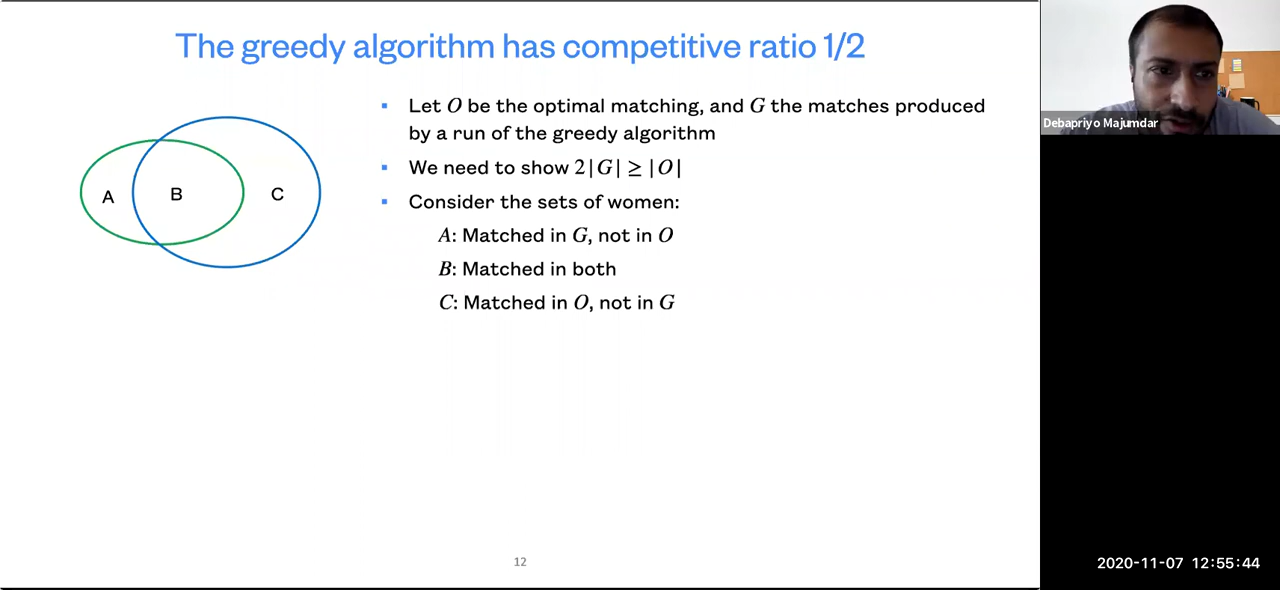 The greedy algorithm has competitive ratio 1/2
A
B
C
▪ Let O be the optimal matching, and G the matches produced
by a run of the greedy algorithm
▪ We need to show 2|G| ≥ |O|
▪ Consider the sets of women:
A: Matched in G, not in O
B: Matched in both
C: Matched in O, not in G
12
Debapriyo Majumdar
2020-11-07 12:55:44